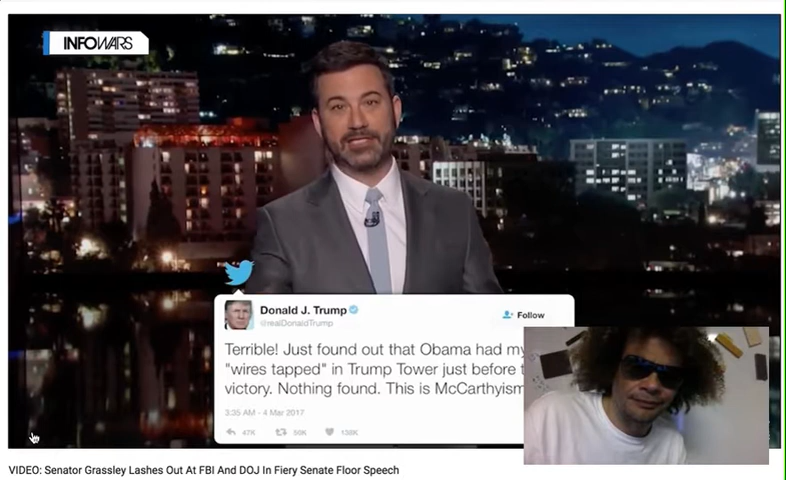 INFOWARS
Donald J. Trump
@realDonaldTrump
Follow
Terrible! Just found out that Obama had my
"wires tapped" in Trump Tower just before
victory. Nothing found. This is McCarthyism
3:35 AM - 4 Mar 2017
47K 50K 138K
VIDEO: Senator Grassley Lashes Out At FBI And DOJ In Fiery Senate Floor Speech